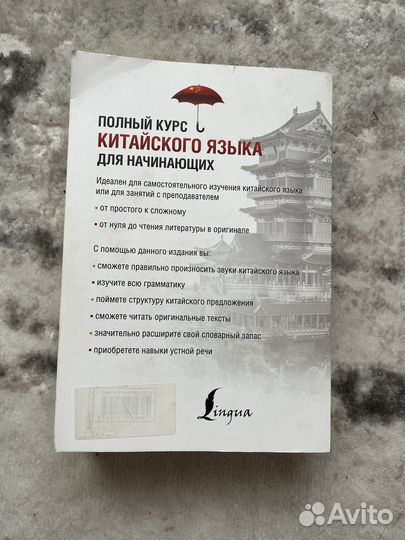 ПОЛНЫЙ КУРС
КИТАЙСКОГО ЯЗЫКА
ДЛЯ НАЧИНАЮЩИХ
Идеален для самостоятельного изучения китайского языка
или для занятий с преподавателем
• от простого к сложному
• от нуля до чтения литературы в оригинале
С помощью данного издания вы:
• сможете правильно произносить звуки китайского языка
• изучите всю грамматику
• поймете структуру китайского предложения
• сможете читать оригинальные тексты
• значительно расширите свой словарный запас
• приобретете навыки устной речи
Lingua
Avito